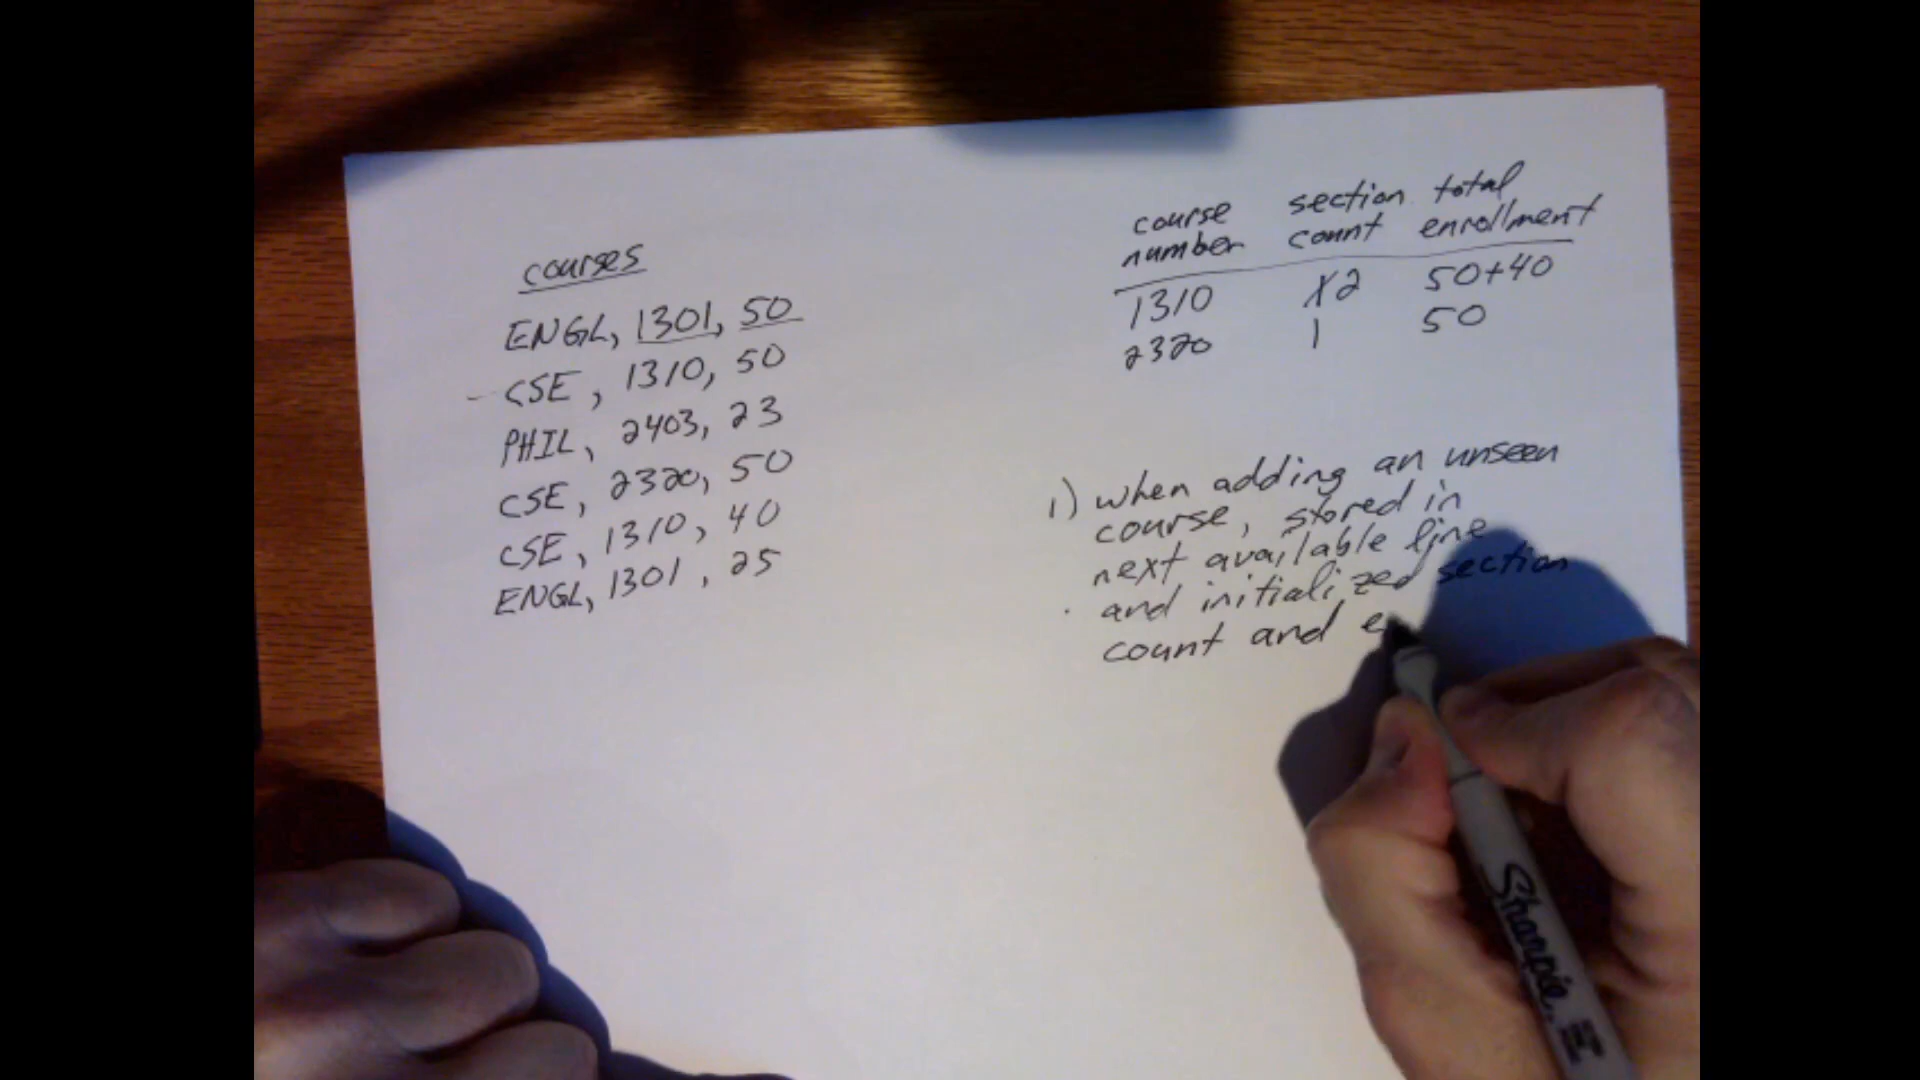 courses
ENGL, 1301, 50
CSE, 1310, 50
PHIL, 2403, 23
CSE, 2320, 50
CSE, 1310, 40
ENGL, 1301, 25
course number section count total enrollment
1310 12 50+40
2320 1 50
1) when adding an unseen
course, stored in
next available line
and initialized section
count and
Sharpie